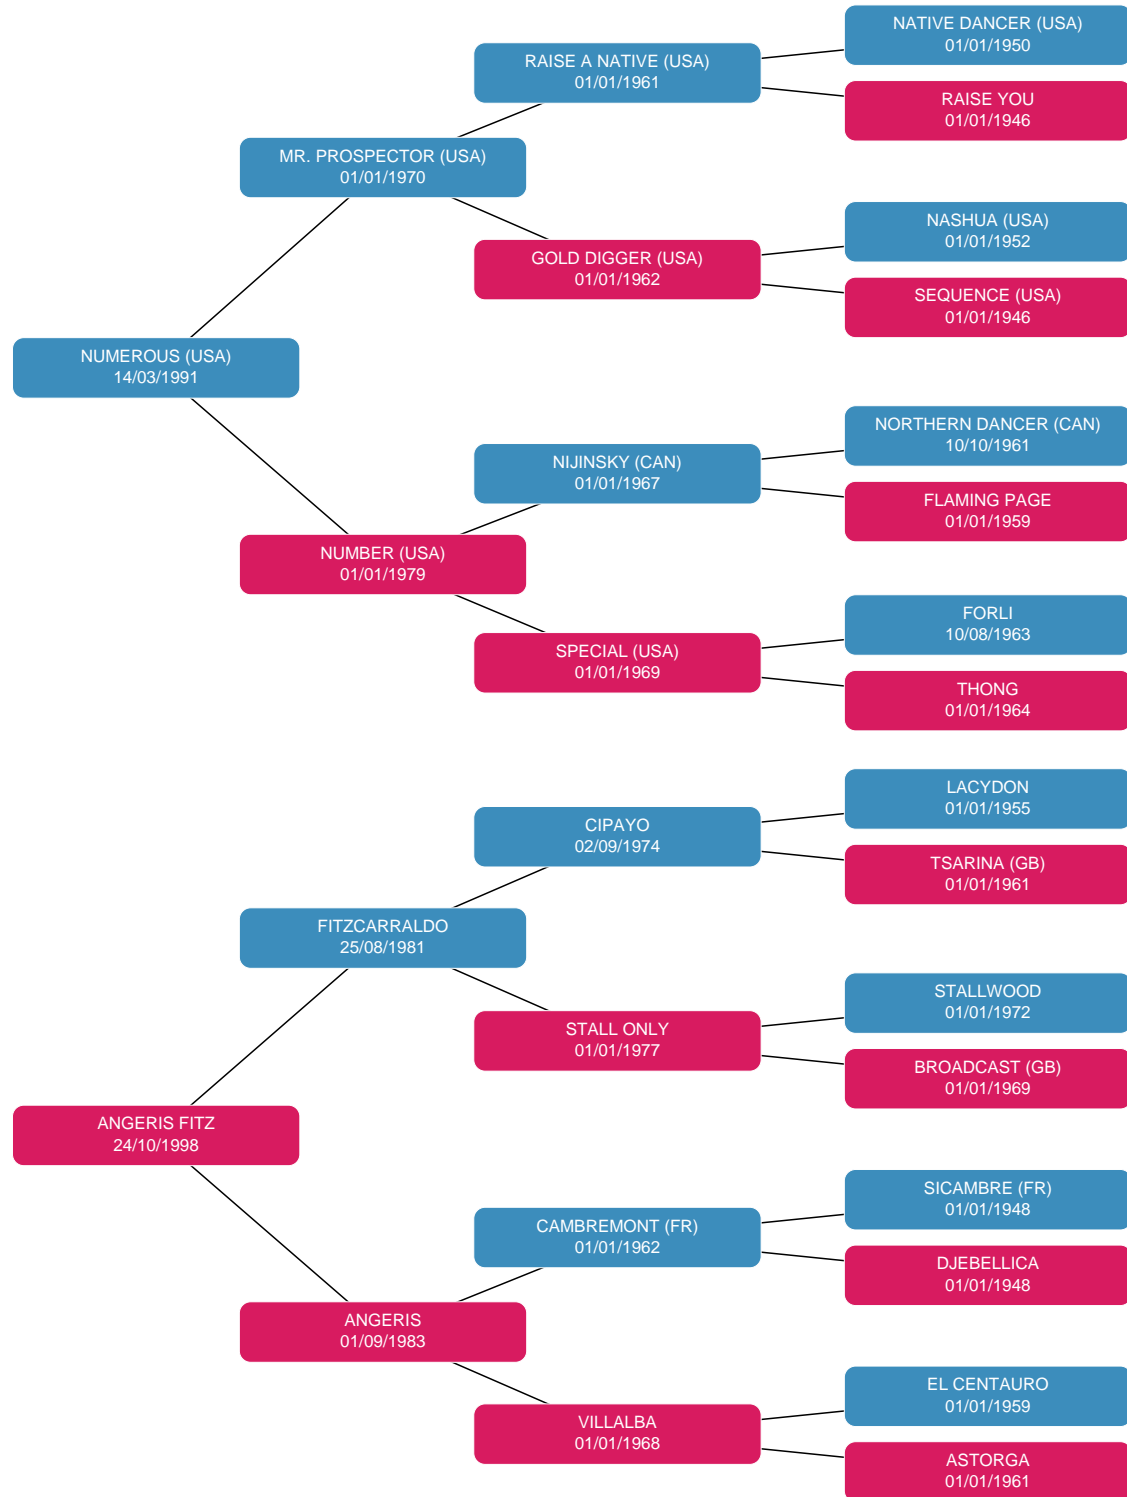 NATIVE DANCER (USA)
01/01/1950
RAISE A NATIVE (USA)
01/01/1961
RAISE YOU
01/01/1946
MR. PROSPECTOR (USA)
01/01/1970
NASHUA (USA)
01/01/1952
GOLD DIGGER (USA)
01/01/1962
SEQUENCE (USA)
01/01/1946
NUMEROUS (USA)
14/03/1991
NORTHERN DANCER (CAN)
10/10/1961
NIJINSKY (CAN)
01/01/1967
FLAMING PAGE
01/01/1959
NUMBER (USA)
01/01/1979
FORLI
10/08/1963
SPECIAL (USA)
01/01/1969
THONG
01/01/1964
LACYDON
01/01/1955
CIPAYO
02/09/1974
TSARINA (GB)
01/01/1961
FITZCARRALDO
25/08/1981
STALLWOOD
01/01/1972
STALL ONLY
01/01/1977
BROADCAST (GB)
01/01/1969
ANGERIS FITZ
24/10/1998
SICAMBRE (FR)
01/01/1948
CAMBREMONT (FR)
01/01/1962
DJEBELLICA
01/01/1948
ANGERIS
01/09/1983
EL CENTAURO
01/01/1959
VILLALBA
01/01/1968
ASTORGA
01/01/1961